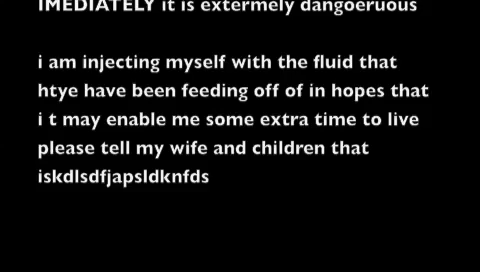 IMEDIATELY it is extermely dangoeruous
i am injecting myself with the fluid that
htye have been feeding off of in hopes that
i t may enable me some extra time to live
please tell my wife and children that
iskdlsdfjapsldknfds